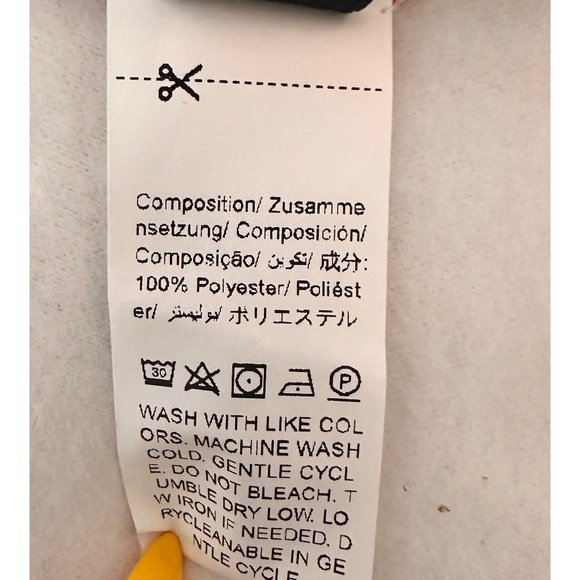 Composition/ Zusamme
nsetzung/ Composición/
Composição/ تكوين/ 成分:
100% Polyester/ Poliést
er/ بوليستر/ ポリエステル
30 P
WASH WITH LIKE COL
ORS. MACHINE WASH
COLD. GENTLE CYCL
E. DO NOT BLEACH. T
UMBLE DRY LOW. LO
W IRON IF NEEDED. D
RYCLEANABLE IN GE
NTLE CYCLE